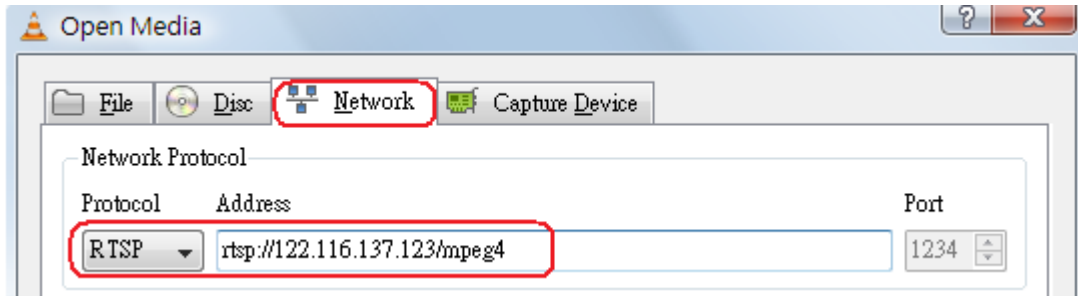 Open Media
?
File Disc Network Capture Device
Network Protocol
Protocol Address Port
RTSP rtsp://122.116.137.123/mpeg4 1234